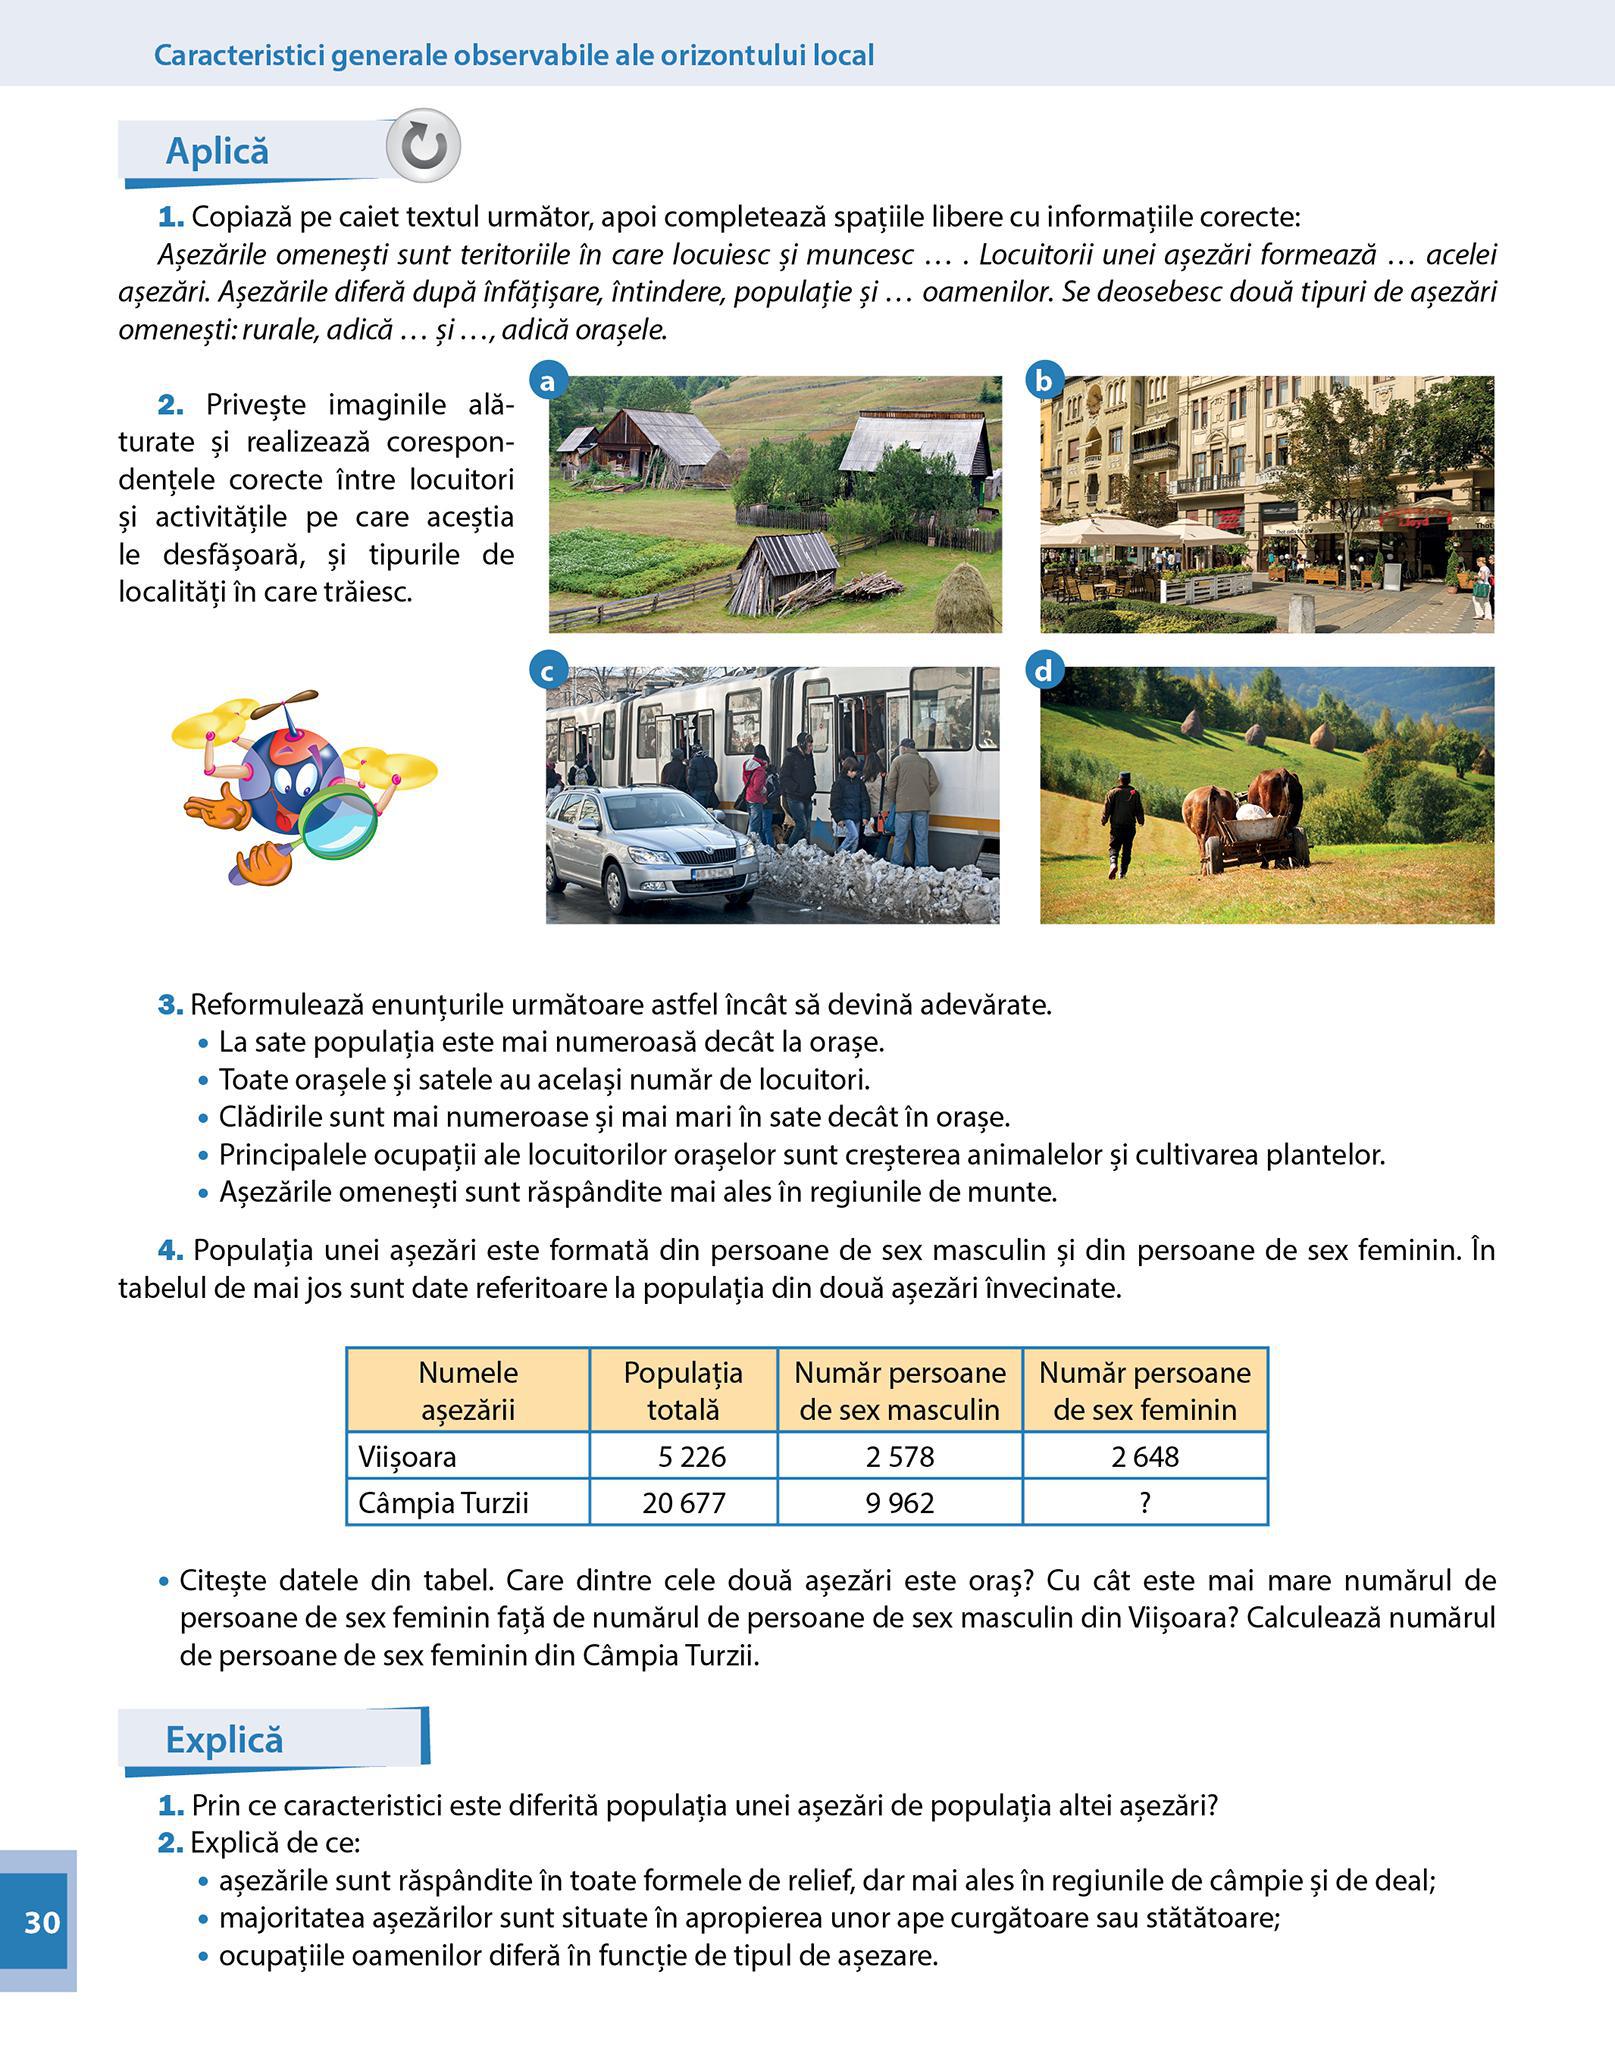 Caracteristici generale observabile ale orizontului local
Aplică
1. Copiază pe caiet textul următor, apoi completează spațiile libere cu informațiile corecte:
Așezările omenești sunt teritoriile în care locuiesc și muncesc … . Locuitorii unei așezări formează … acelei
așezări. Așezările diferă după înfățișare, întindere, populație și … oamenilor. Se deosebesc două tipuri de așezări
omenești: rurale, adică … și …, adică orașele.
2. Privește imaginile ală-
turate și realizează corespon-
dențele corecte între locuitori
și activitățile pe care aceștia
le desfășoară, și tipurile de
localități în care trăiesc.
a
b
c
d
3. Reformulează enunțurile următoare astfel încât să devină adevărate.
• La sate populația este mai numeroasă decât la orașe.
• Toate orașele și satele au același număr de locuitori.
• Clădirile sunt mai numeroase și mai mari în sate decât în orașe.
• Principalele ocupații ale locuitorilor orașelor sunt creșterea animalelor și cultivarea plantelor.
• Așezările omenești sunt răspândite mai ales în regiunile de munte.
4. Populația unei așezări este formată din persoane de sex masculin și din persoane de sex feminin. În
tabelul de mai jos sunt date referitoare la populația din două așezări învecinate.
Numele așezării Populația totală Număr persoane de sex masculin Număr persoane de sex feminin
Viișoara 5 226 2 578 2 648
Câmpia Turzii 20 677 9 962 ?
• Citește datele din tabel. Care dintre cele două așezări este oraș? Cu cât este mai mare numărul de
persoane de sex feminin față de numărul de persoane de sex masculin din Viișoara? Calculează numărul
de persoane de sex feminin din Câmpia Turzii.
Explică
1. Prin ce caracteristici este diferită populația unei așezări de populația altei așezări?
2. Explică de ce:
• așezările sunt răspândite în toate formele de relief, dar mai ales în regiunile de câmpie și de deal;
• majoritatea așezărilor sunt situate în apropierea unor ape curgătoare sau stătătoare;
• ocupațiile oamenilor diferă în funcție de tipul de așezare.
30